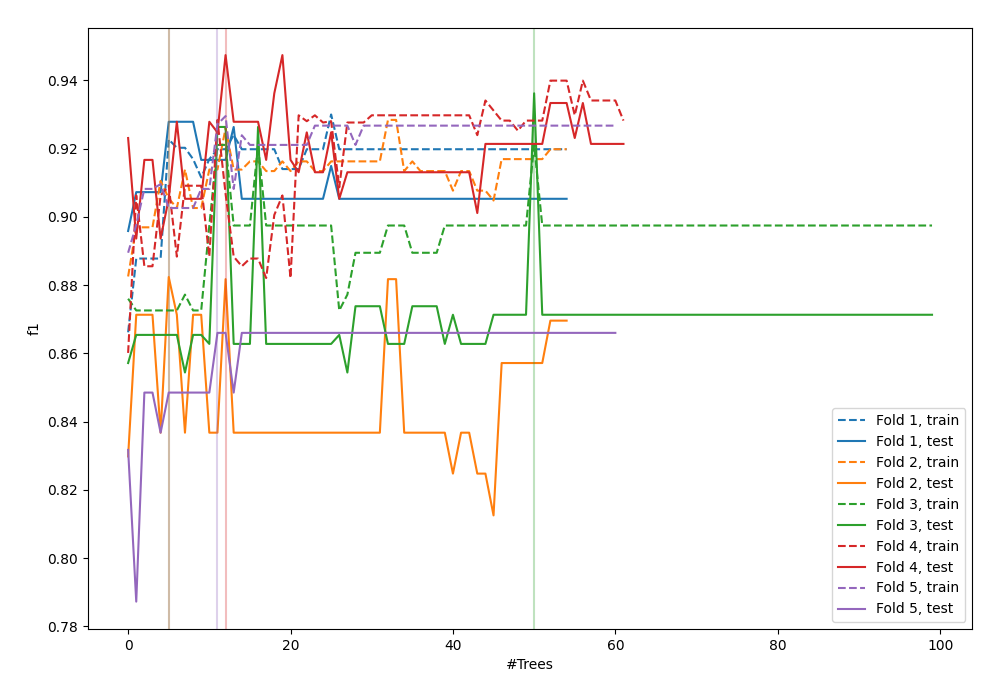 0.94
0.92
0.90
0.88
0.86
0.84
0.82
0.80
0.78
f1
0
20
40
60
80
100
#Trees
Fold 1, train
Fold 1, test
Fold 2, train
Fold 2, test
Fold 3, train
Fold 3, test
Fold 4, train
Fold 4, test
Fold 5, train
Fold 5, test